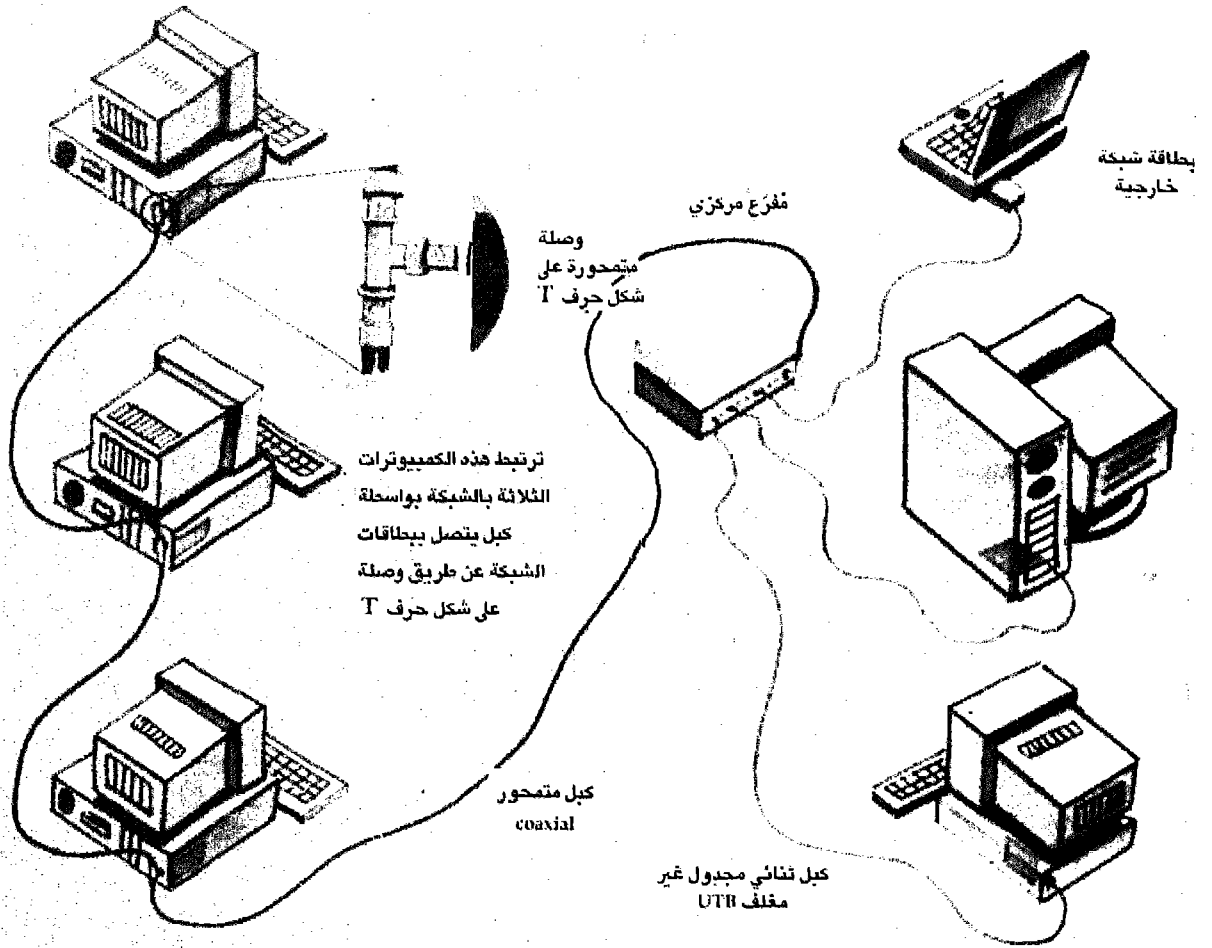 بطاقة شبكة
خارجية
مُفرّع مركزي
وصلة
متمحورة على
شكل حرف T
ترتبط هذه الكمبيوترات
الثلاثة بالشبكة بواسطة
كبل يتصل ببطاقات
الشبكة عن طريق وصلة
على شكل حرف T
كبل متمحور
coaxial
كبل ثنائي مجدول غير
مغلف UTB